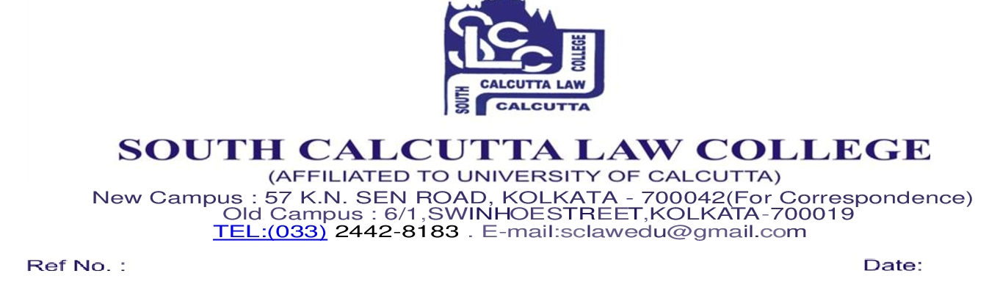 SLCC
COLLEGE
CALCUTTA LAW
SOUTH
CALCUTTA
SOUTH CALCUTTA LAW COLLEGE
(AFFILIATED TO UNIVERSITY OF CALCUTTA)
New Campus : 57 K.N. SEN ROAD, KOLKATA - 700042(For Correspondence)
Old Campus : 6/1,SWINHOESTREET,KOLKATA-700019
TEL:(033) 2442-8183 . E-mail:sclawedu@gmail.com
Ref No. :
Date: